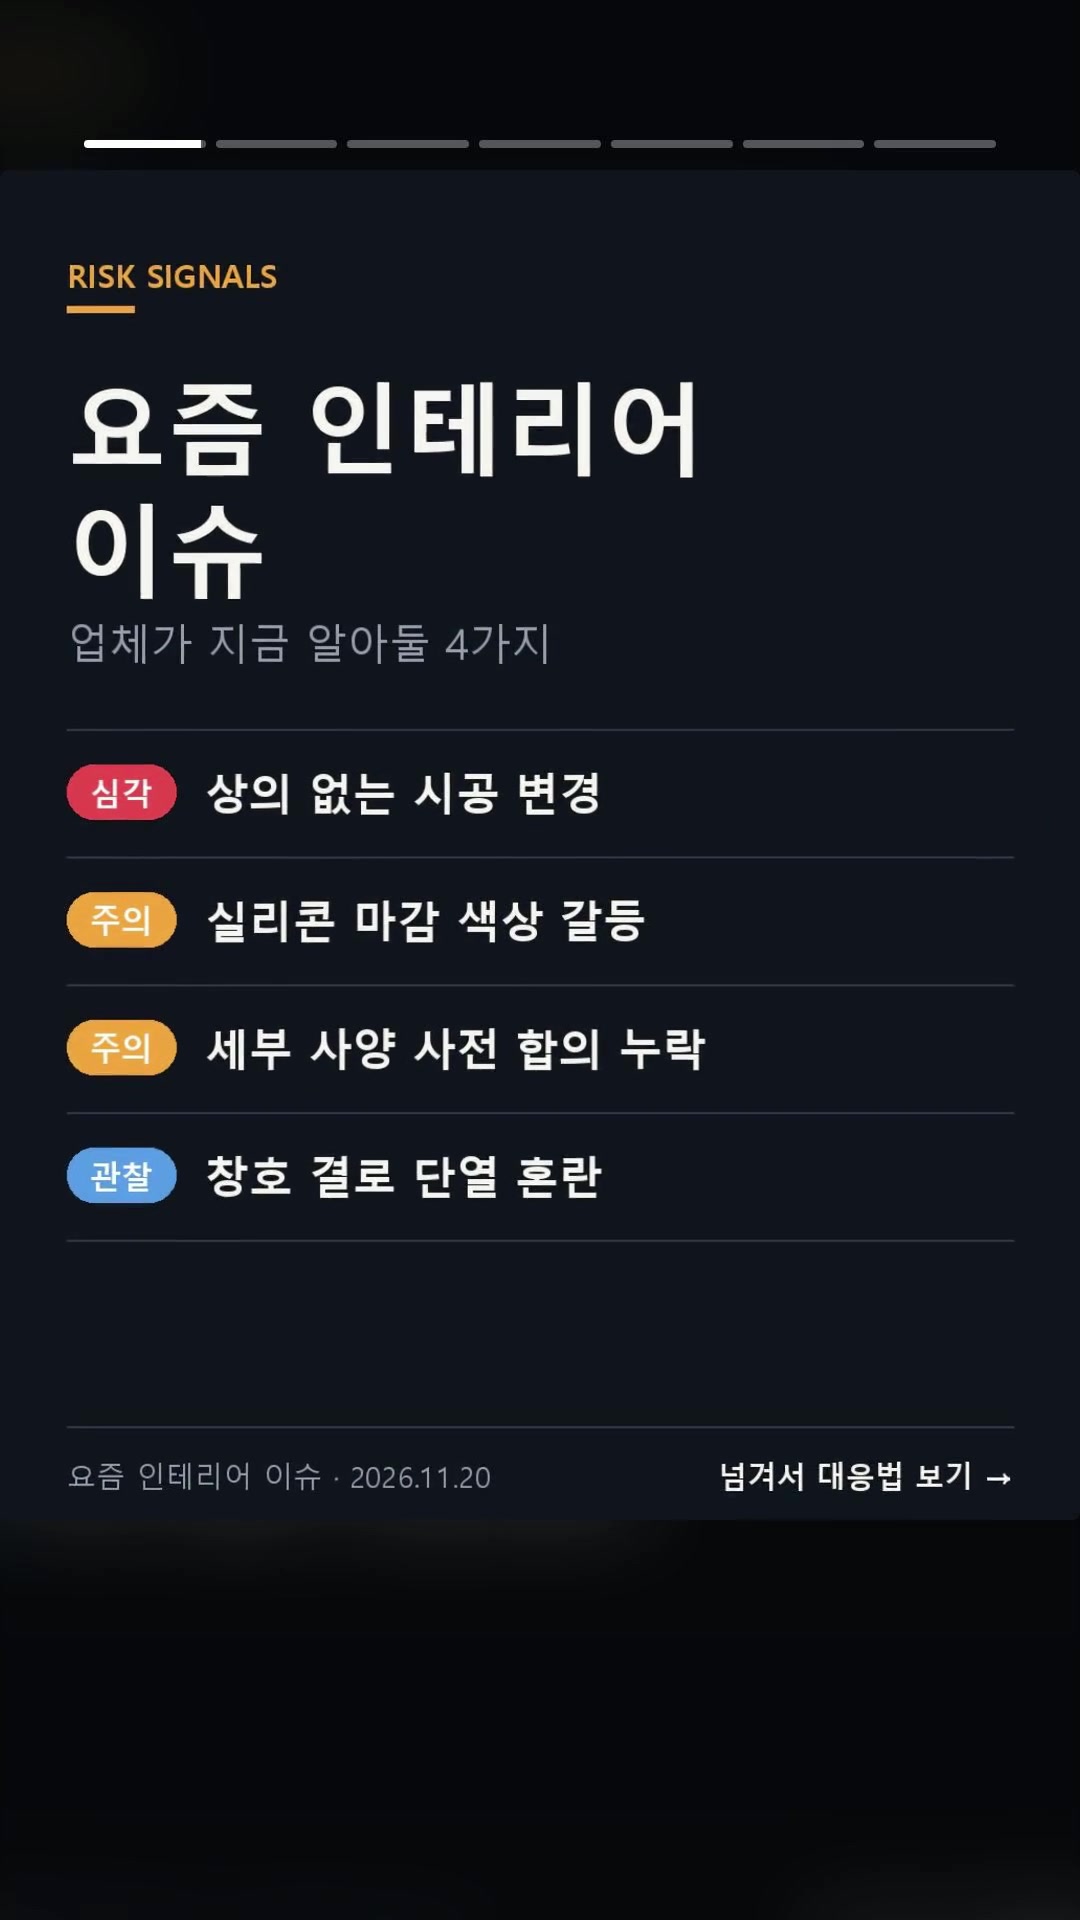 RISK SIGNALS
요즘 인테리어
이슈
업체가 지금 알아둘 4가지
심각 상의 없는 시공 변경
주의 실리콘 마감 색상 갈등
주의 세부 사양 사전 합의 누락
관찰 창호 결로 단열 혼란
요즘 인테리어 이슈 · 2026.11.20 넘겨서 대응법 보기 →